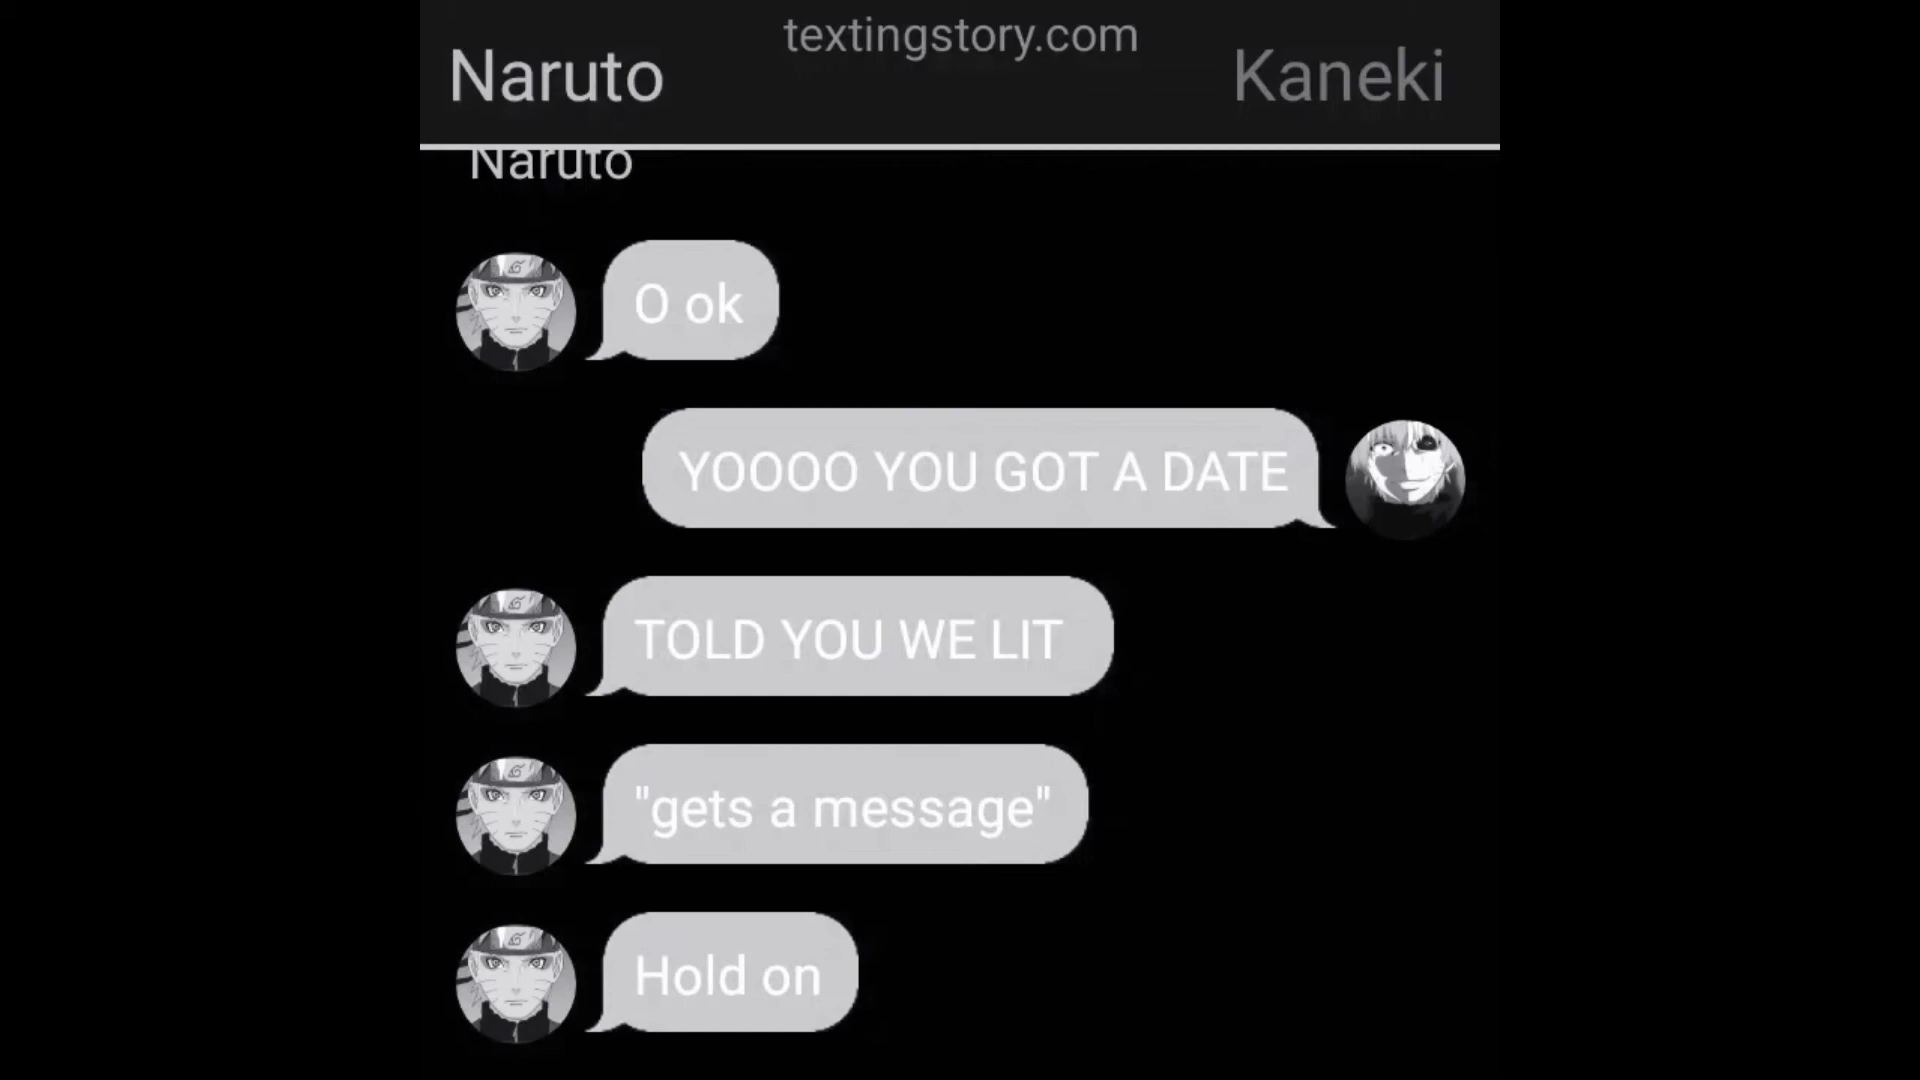 textingstory.com
Naruto
Kaneki
Naruto
O ok
YOOOO YOU GOT A DATE
TOLD YOU WE LIT
"gets a message"
Hold on